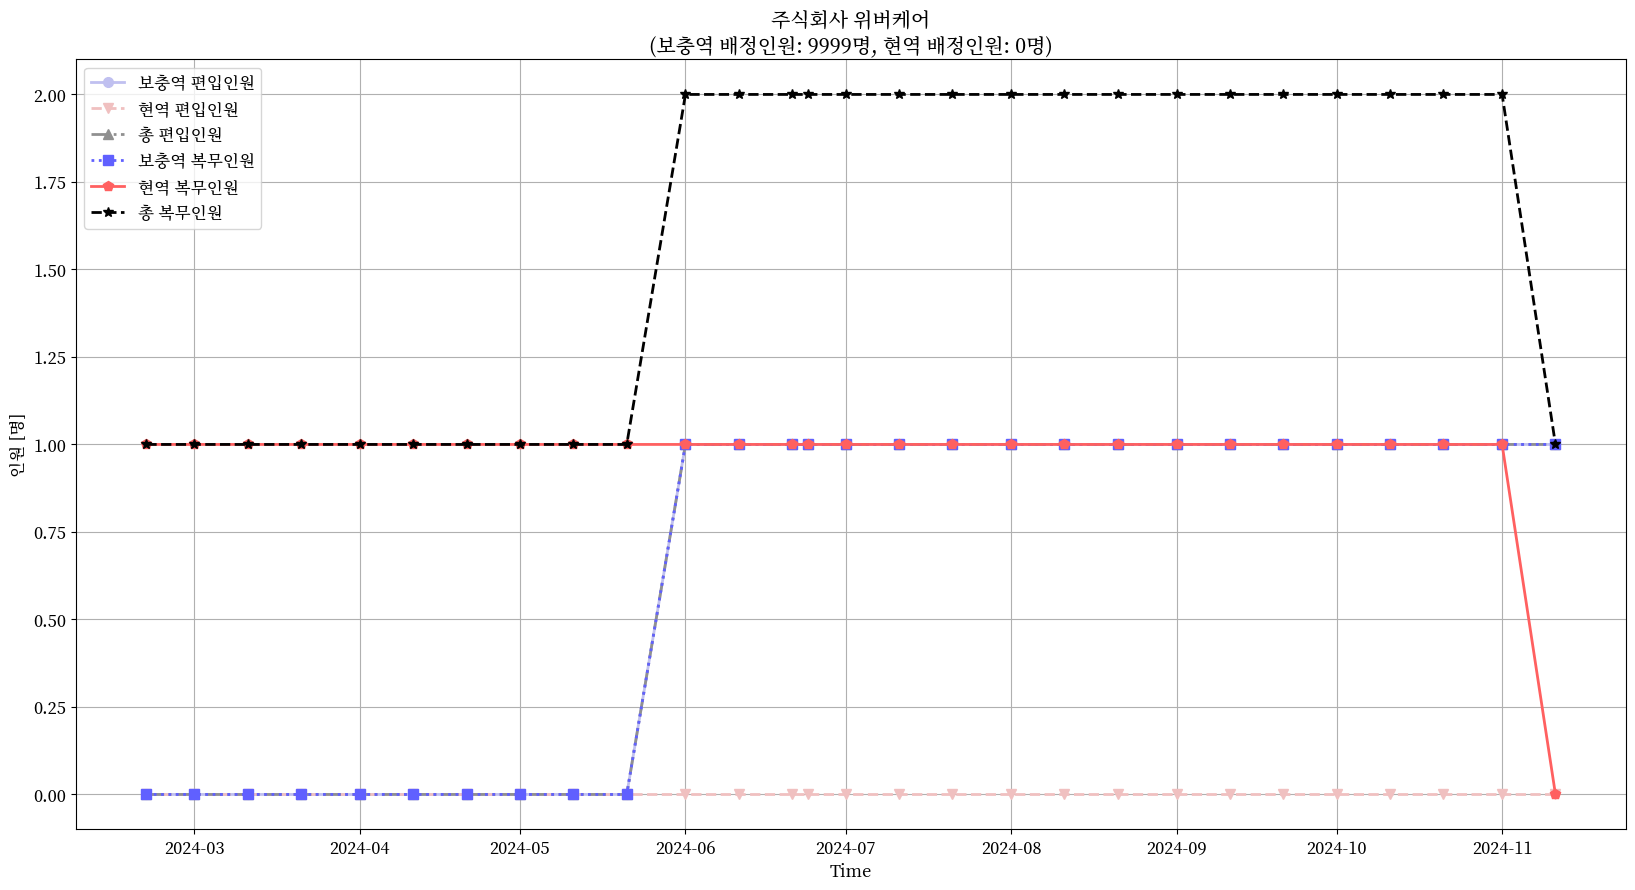 주식회사 위버케어
(보충역 배정인원: 9999명, 현역 배정인원: 0명)
보충역 편입인원
현역 편입인원
총 편입인원
보충역 복무인원
현역 복무인원
총 복무인원
2.00
1.75
1.50
1.25
1.00
0.75
0.50
0.25
0.00
인원 [명]
2024-03
2024-04
2024-05
2024-06
2024-07
2024-08
2024-09
2024-10
2024-11
Time